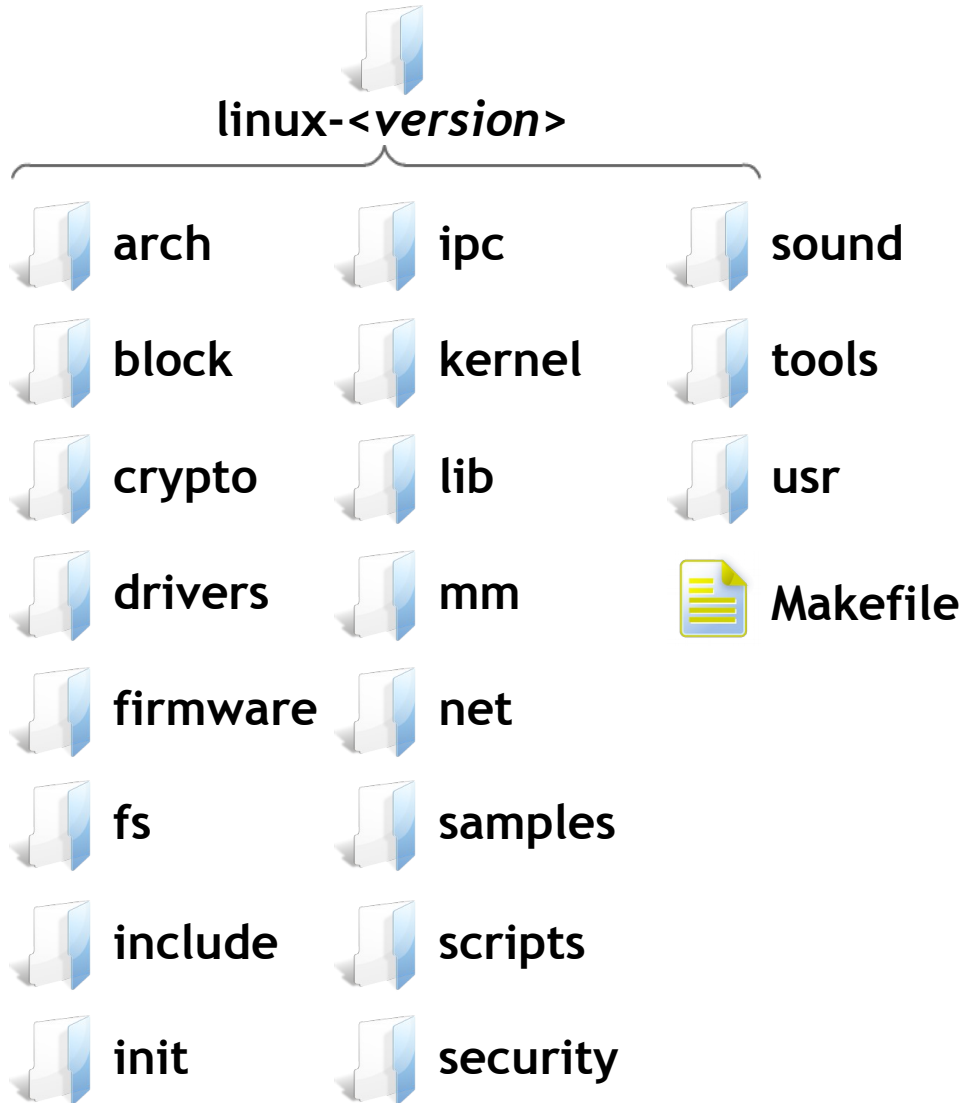 linux-<version>
arch
block
crypto
drivers
firmware
fs
include
init
ipc
kernel
lib
mm
net
samples
scripts
security
sound
tools
usr
Makefile